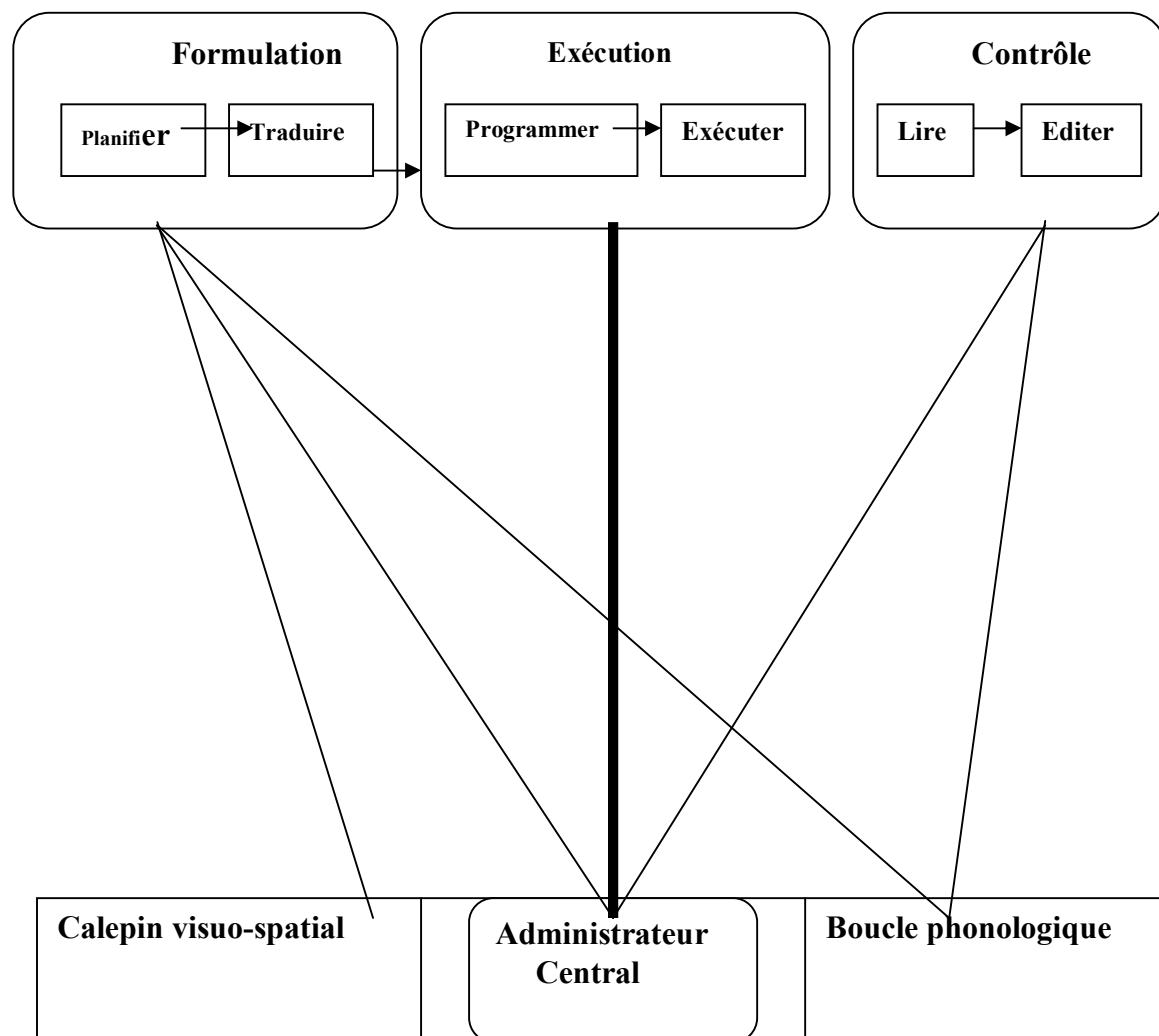 Formulation
Planifier
Traduire
Exécution
Programmer
Exécuter
Contrôle
Lire
Editer
Calepin visuo-spatial
Administrateur
Central
Boucle phonologique